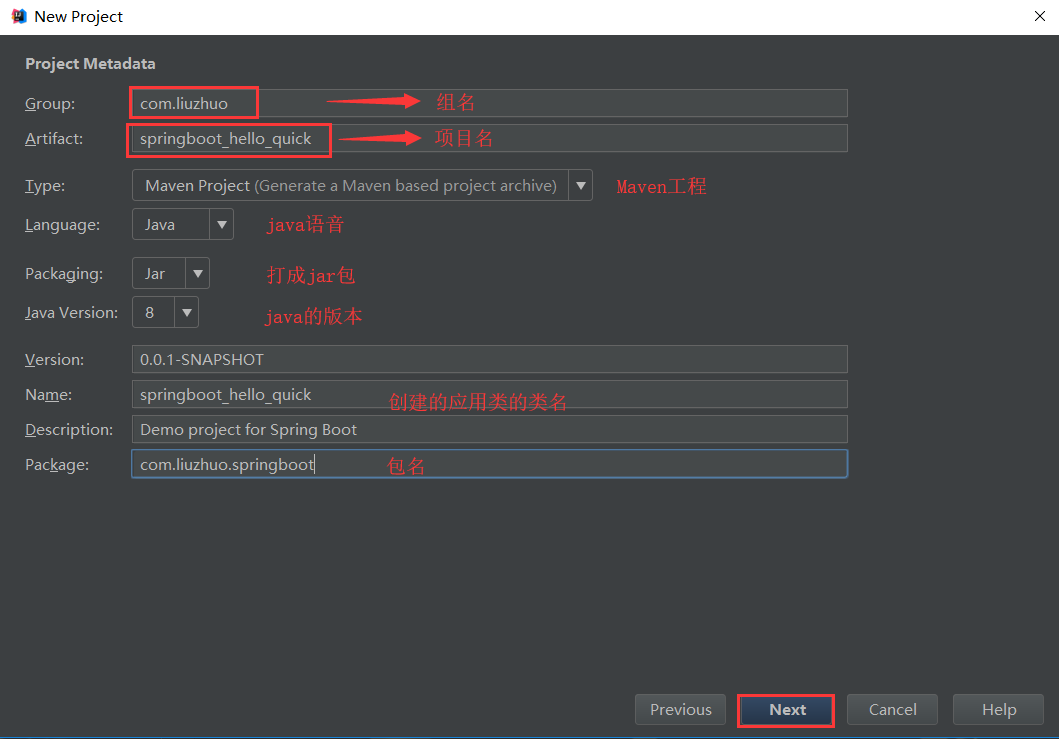 New Project
Project Metadata
Group: com.liuzhuo 组名
Artifact: springboot_hello_quick 项目名
Type: Maven Project (Generate a Maven based project archive) Maven工程
Language: Java java语音
Packaging: Jar 打成jar包
Java Version: 8 java的版本
Version: 0.0.1-SNAPSHOT
Name: springboot_hello_quick 创建的应用类的类名
Description: Demo project for Spring Boot
Package: com.liuzhuo.springboot 包名
Previous Next Cancel Help